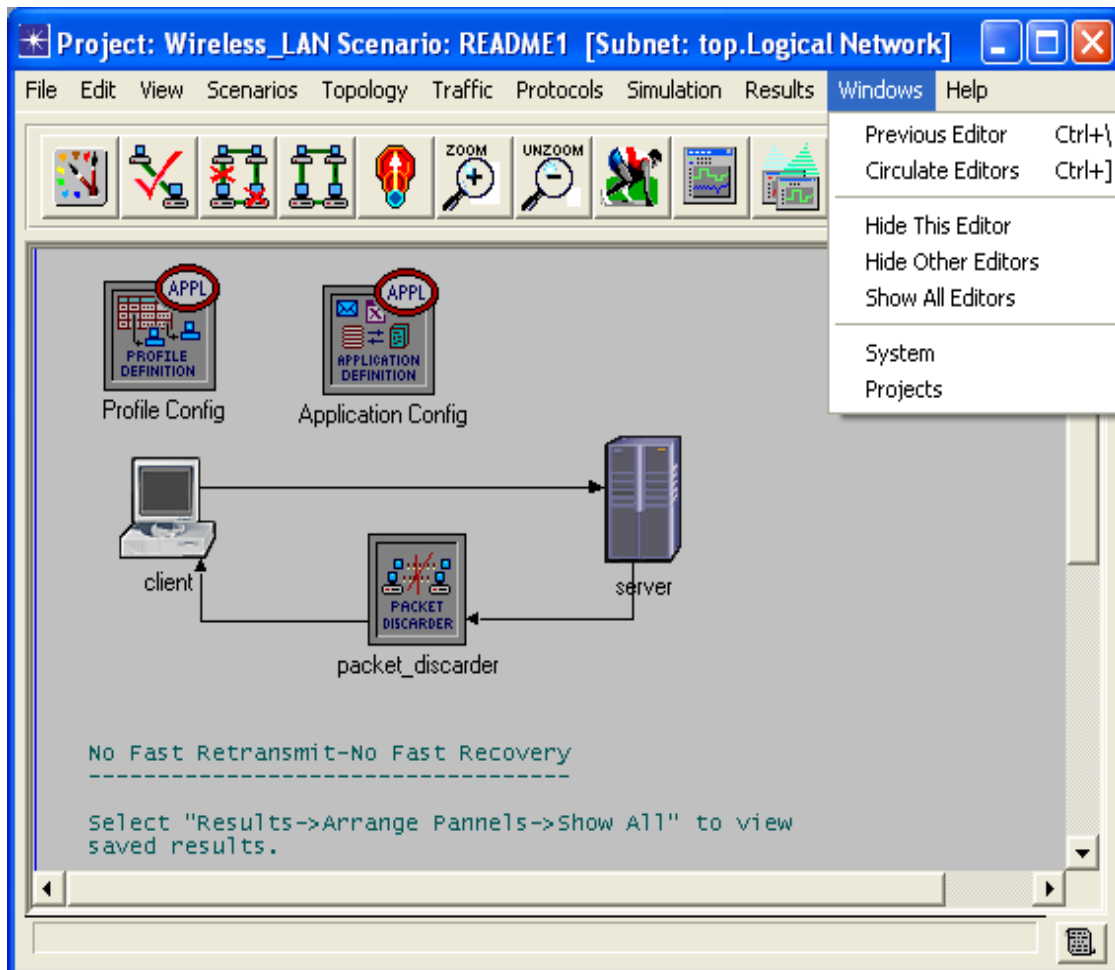 Project: Wireless_LAN Scenario: README1 [Subnet: top.Logical Network]
File Edit View Scenarios Topology Traffic Protocols Simulation Results Windows Help
Previous Editor Ctrl+\
Circulate Editors Ctrl+]
Hide This Editor
Hide Other Editors
Show All Editors
System
Projects
ZOOM
UNZOOM
APPL
PROFILE
DEFINITION
Profile Config
APPL
APPLICATION
DEFINITION
Application Config
client
server
PACKET
DISCARDER
packet_discarder
No Fast Retransmit-No Fast Recovery
-----------------------------------
Select "Results->Arrange Pannels->Show All" to view
saved results.